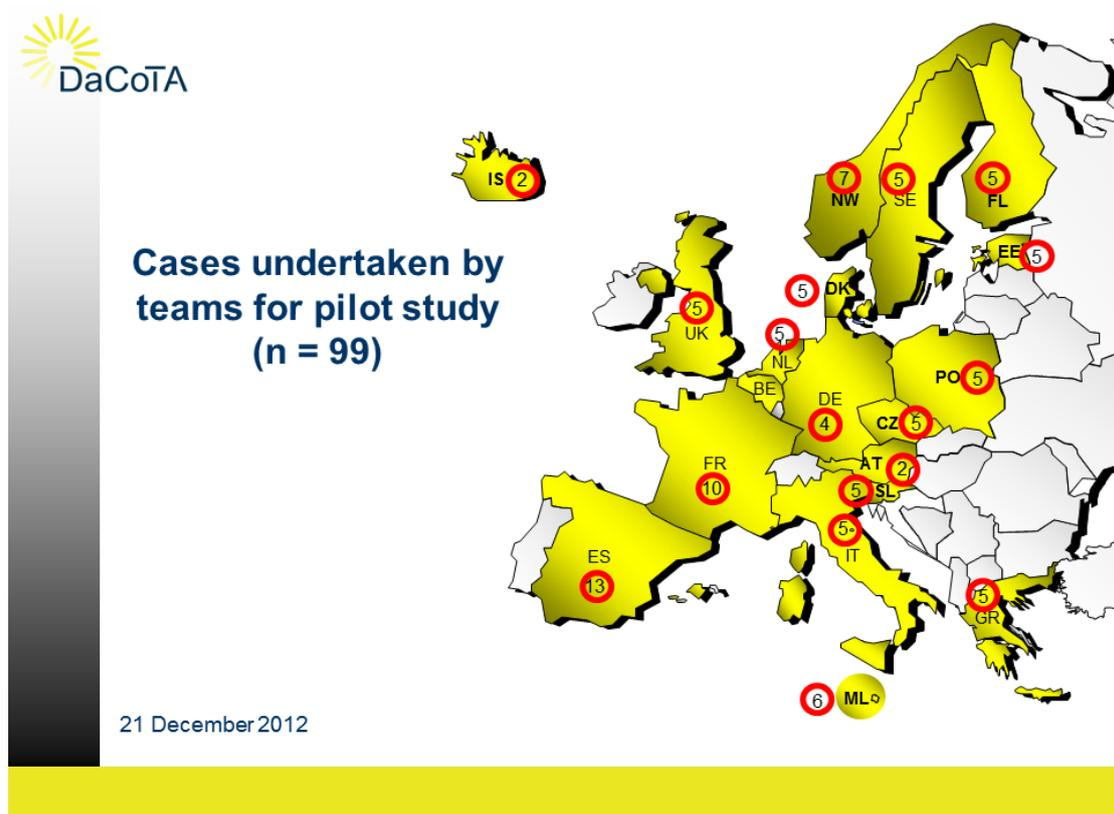 DaCoTA
Cases undertaken by
teams for pilot study
(n = 99)
IS 2
7
NW
5
SE
5
FL
EE 5
5 DK
5
UK
5
NL
BE
DE
4
PO 5
CZ 5
AT 2
5 SL
FR
10
5
IT
ES
13
5
GR
6 ML
21 December 2012